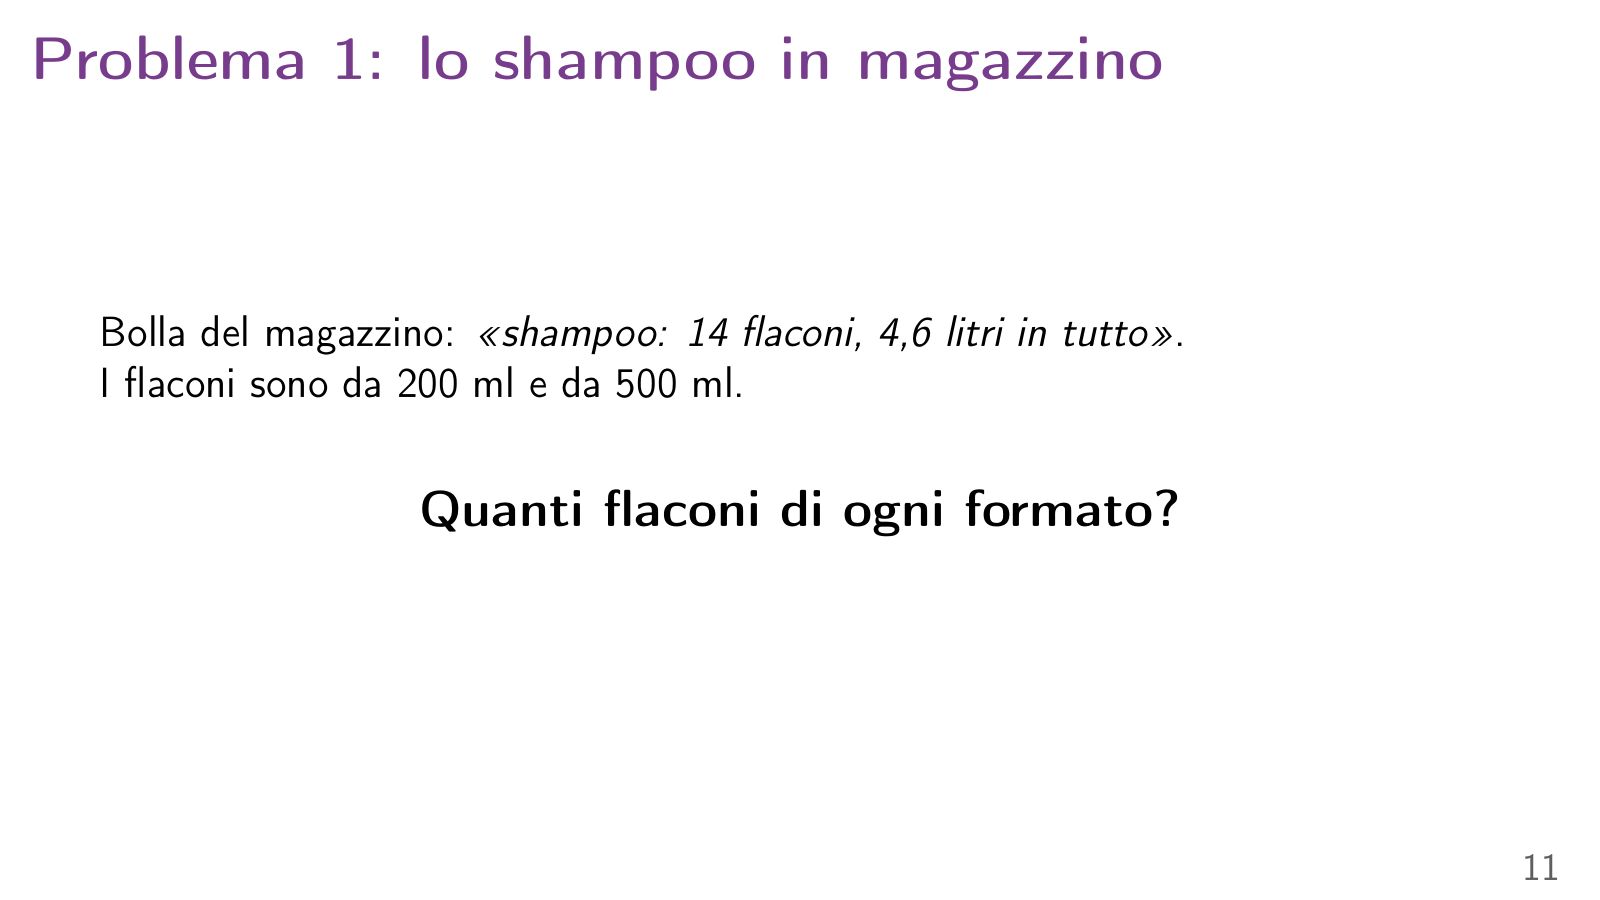 Problema 1: lo shampoo in magazzino
Bolla del magazzino: «shampoo: 14 flaconi, 4,6 litri in tutto».
I flaconi sono da 200 ml e da 500 ml.
Quanti flaconi di ogni formato?
11